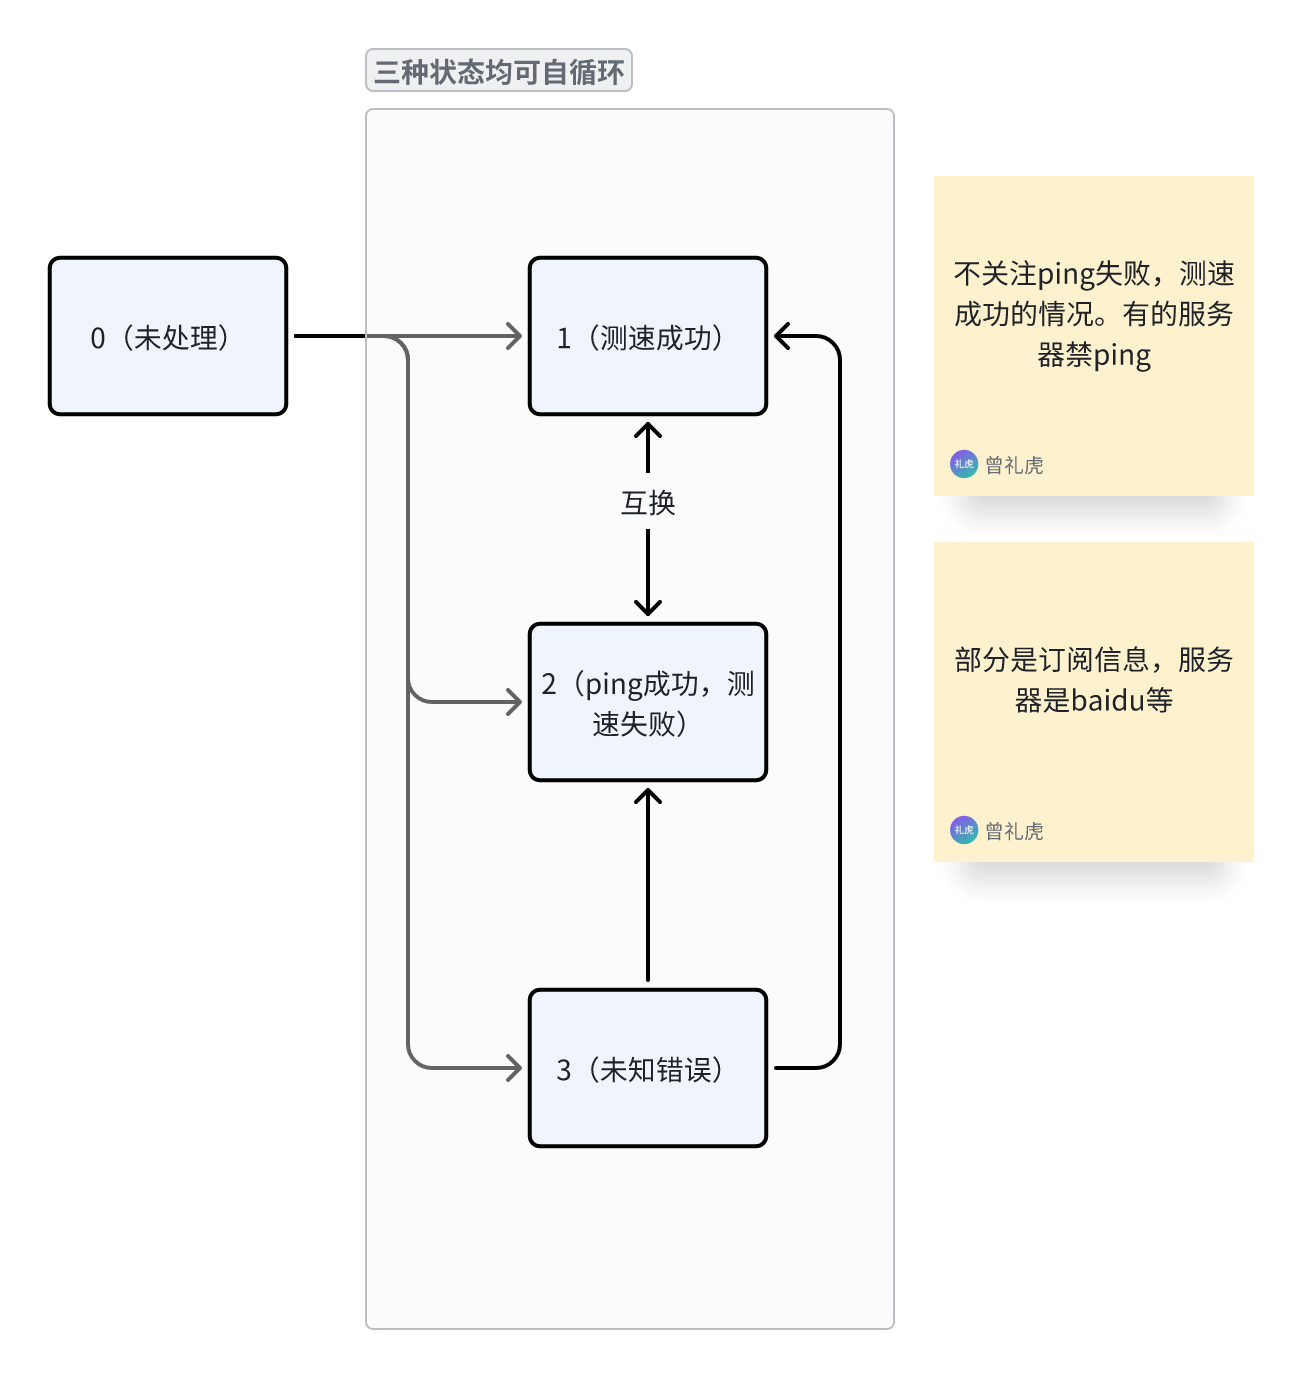 三种状态均可自循环
0（未处理）
1（测速成功）
互换
2（ping成功，测
速失败）
3（未知错误）
不关注ping失败，测速
成功的情况。有的服务
器禁ping
礼虎 曾礼虎
部分是订阅信息，服务
器是baidu等
礼虎 曾礼虎